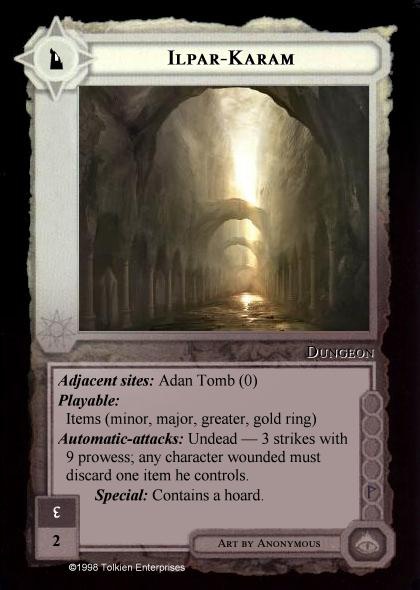 ILPAR-KARAM
DUNGEON
Adjacent sites: Adan Tomb (0)
Playable:
Items (minor, major, greater, gold ring)
Automatic-attacks: Undead — 3 strikes with
9 prowess; any character wounded must
discard one item he controls.
Special: Contains a hoard.
ε
2
ART BY ANONYMOUS
©1998 Tolkien Enterprises